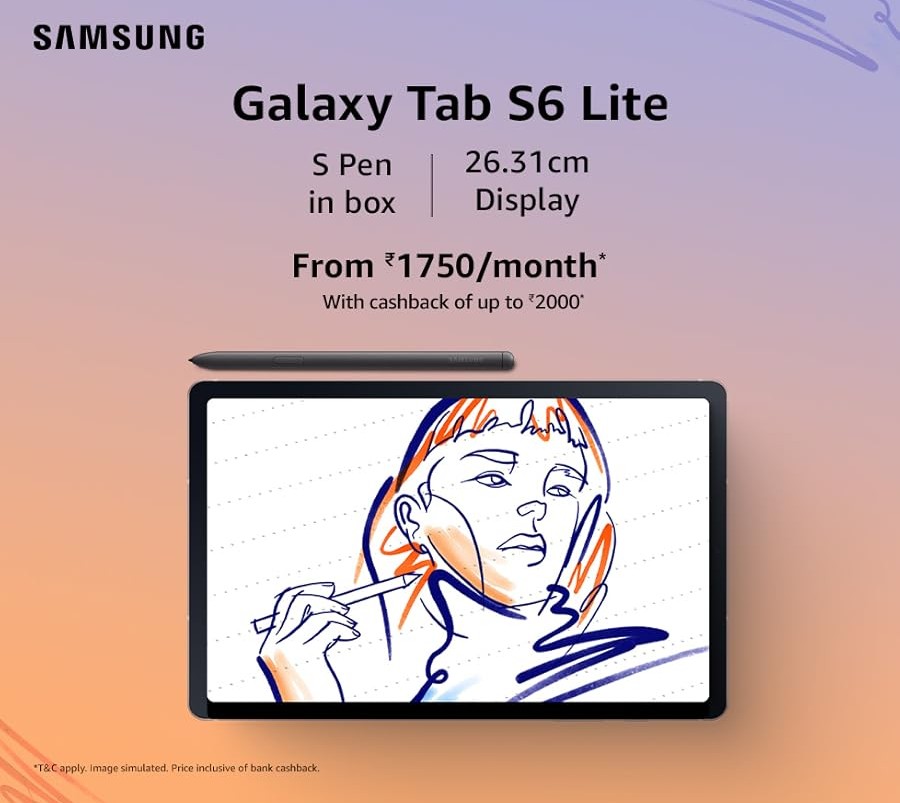 SAMSUNG
Galaxy Tab S6 Lite
S Pen
in box
26.31cm
Display
From ₹1750/month*
With cashback of up to ₹2000*
SAMSUNG
*T&C apply. Image simulated. Price inclusive of bank cashback.